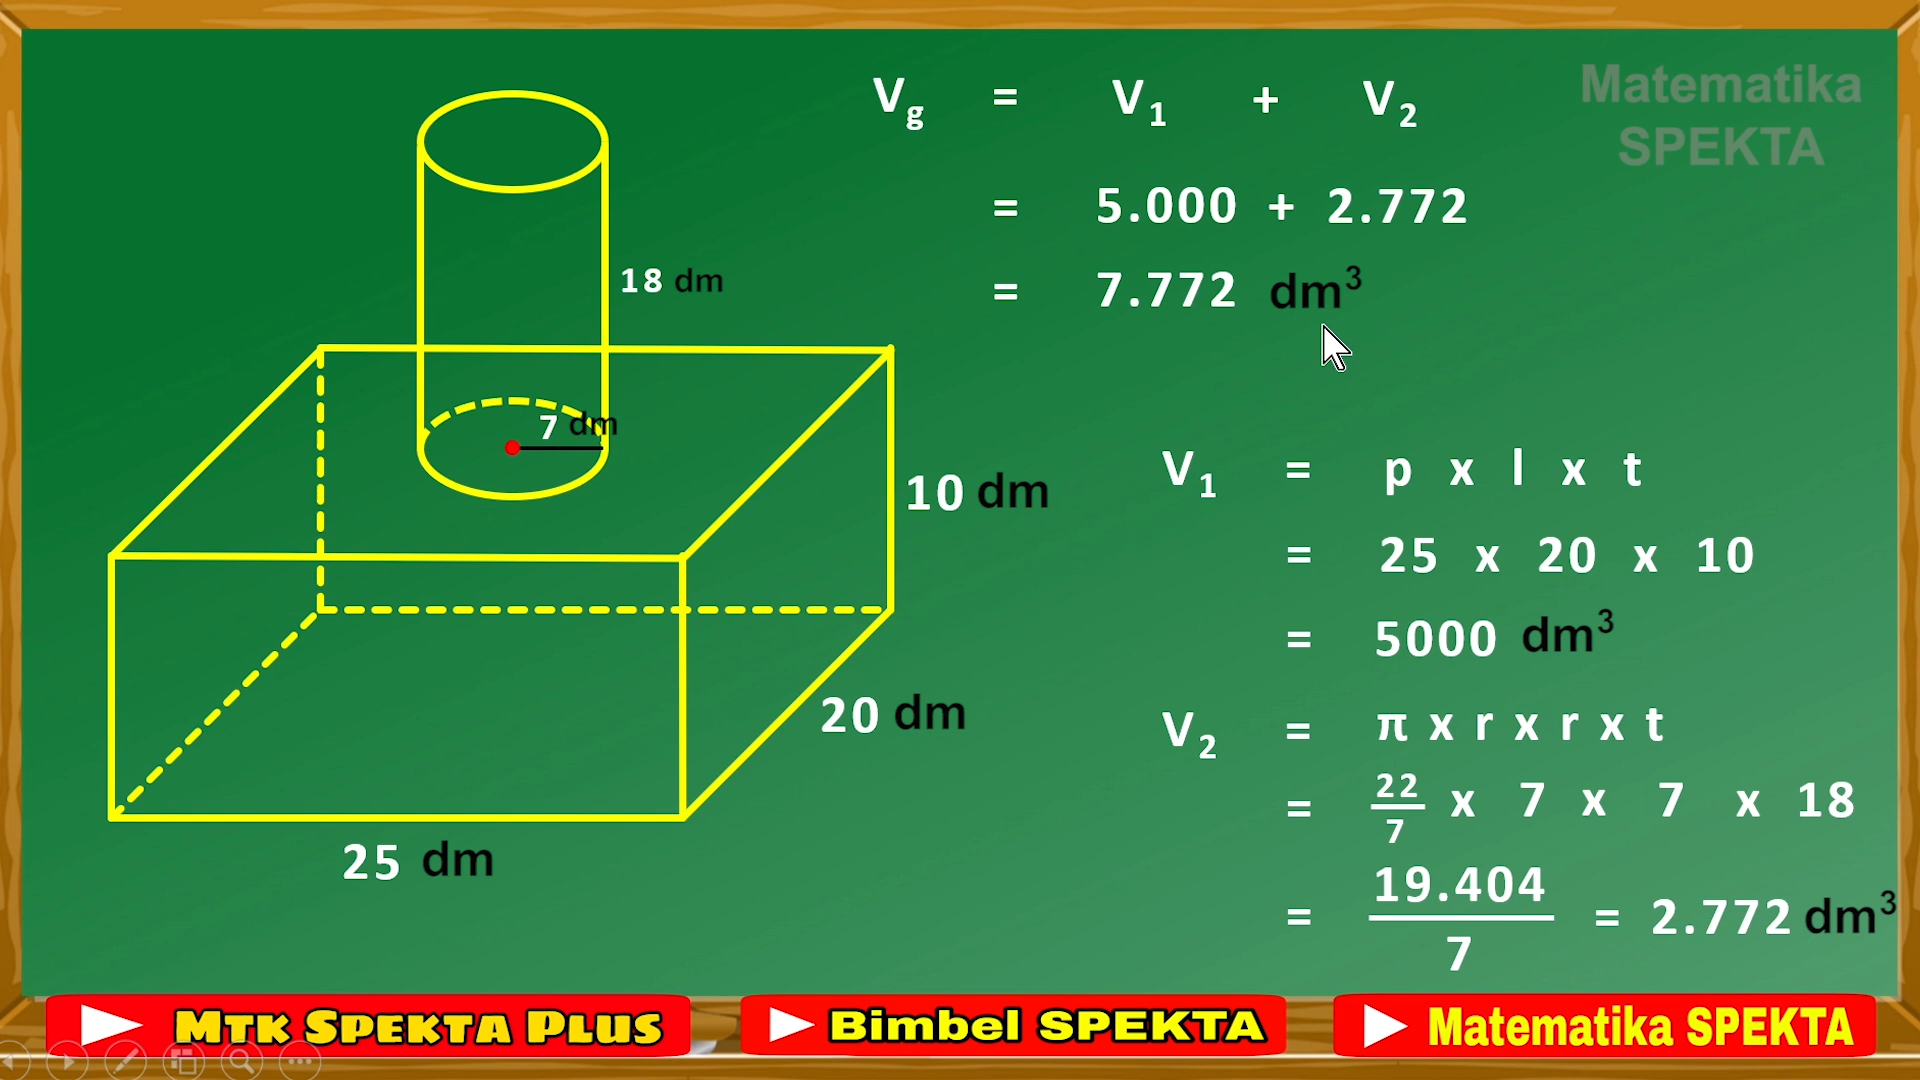 V₉ = V₁ + V₂
= 5.000 + 2.772
= 7.772 dm³
Matematika
SPEKTA
18 dm
7 dm
10 dm
20 dm
25 dm
V₁ = p x l x t
= 25 x 20 x 10
= 5000 dm³
V₂ = π x r x r x t
= 22/7 x 7 x 7 x 18
= 19.404/7 = 2.772 dm³
MTK SPEKTA PLUS
Bimbel SPEKTA
Matematika SPEKTA